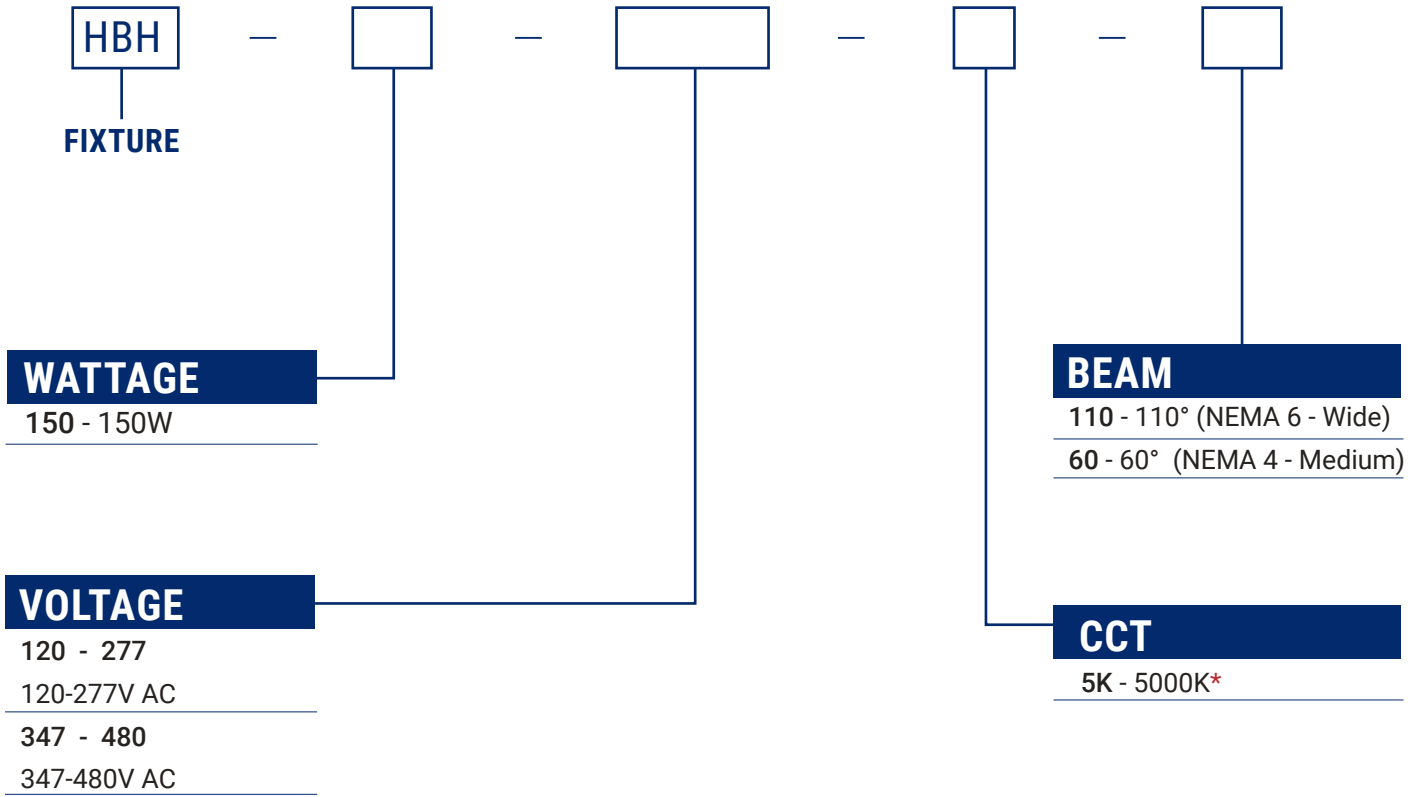 HBH — — — —
FIXTURE
WATTAGE
150 - 150W
VOLTAGE
120 - 277
120-277V AC
347 - 480
347-480V AC
BEAM
110 - 110° (NEMA 6 - Wide)
60 - 60° (NEMA 4 - Medium)
CCT
5K - 5000K*